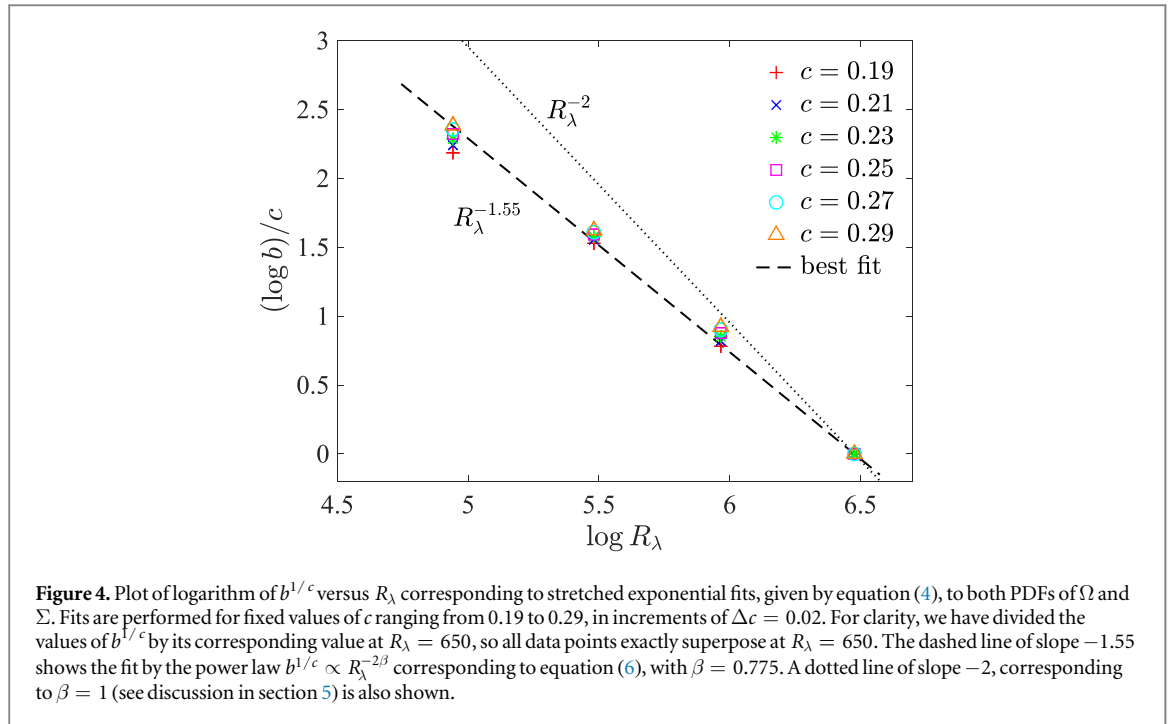 3
2.5
2
1.5
1
0.5
0
4.5 5 5.5 6 6.5
(log b)/c
log R_λ
R_λ^{-2}
R_λ^{-1.55}
c = 0.19
c = 0.21
c = 0.23
c = 0.25
c = 0.27
c = 0.29
best fit
Figure 4. Plot of logarithm of b^{1/c} versus R_λ corresponding to stretched exponential fits, given by equation (4), to both PDFs of Ω and
Σ. Fits are performed for fixed values of c ranging from 0.19 to 0.29, in increments of Δc = 0.02. For clarity, we have divided the
values of b^{1/c} by its corresponding value at R_λ = 650, so all data points exactly superpose at R_λ = 650. The dashed line of slope −1.55
shows the fit by the power law b^{1/c} ∝ R_λ^{−2β} corresponding to equation (6), with β = 0.775. A dotted line of slope −2, corresponding
to β = 1 (see discussion in section 5) is also shown.